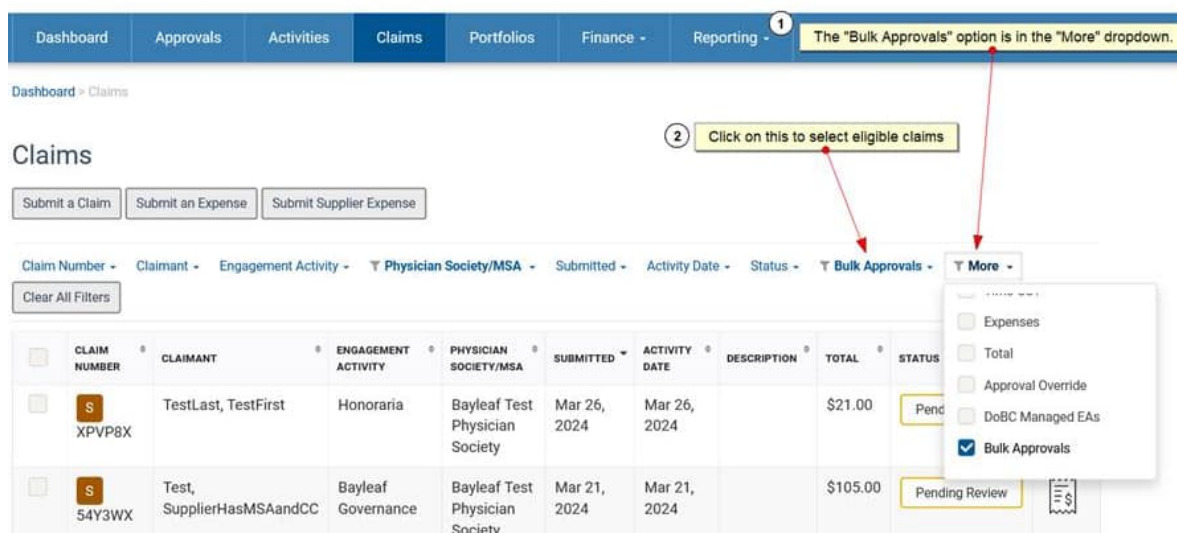 Dashboard Approvals Activities Claims Portfolios Finance Reporting
1
The "Bulk Approvals" option is in the "More" dropdown.
Dashboard > Claims
2
Click on this to select eligible claims
Claims
Submit a Claim Submit an Expense Submit Supplier Expense
Claim Number Claimant Engagement Activity Physician Society/MSA Submitted Activity Date Status Bulk Approvals More
Clear All Filters
Expenses
Total
Approval Override
DoBC Managed EAs
Bulk Approvals
CLAIM NUMBER CLAIMANT ENGAGEMENT ACTIVITY PHYSICIAN SOCIETY/MSA SUBMITTED ACTIVITY DATE DESCRIPTION TOTAL STATUS
S
XPVP8X
TestLast, TestFirst
Honoraria
Bayleaf Test
Physician
Society
Mar 26,
2024
Mar 26,
2024
$21.00
Pend
S
54Y3WX
Test,
SupplierHasMSAandCC
Bayleaf
Governance
Bayleaf Test
Physician
Society
Mar 21,
2024
Mar 21,
2024
$105.00
Pending Review